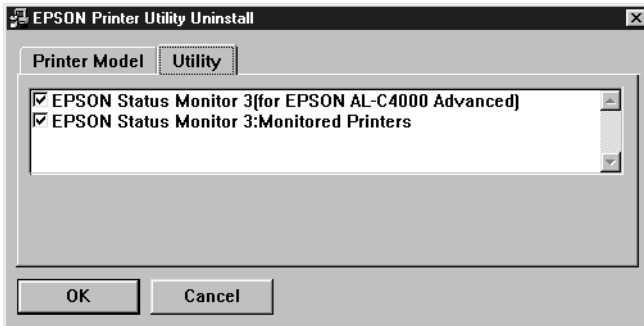 EPSON Printer Utility Uninstall
Printer Model Utility
EPSON Status Monitor 3(for EPSON AL-C4000 Advanced)
EPSON Status Monitor 3:Monitored Printers
OK Cancel